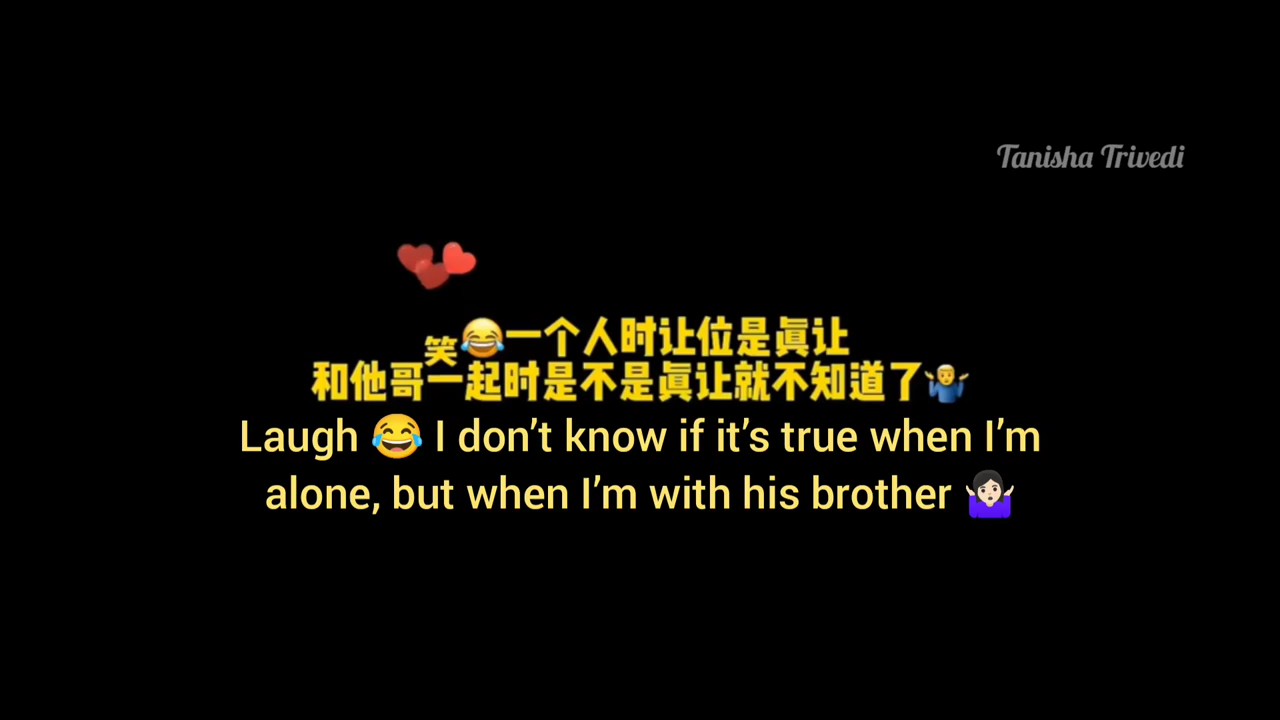 Tanisha Trivedi
笑😂一个人时让位是真让
和他哥一起时是不是真让就不知道了🤷‍♂️
Laugh 😂 I don’t know if it’s true when I’m
alone, but when I’m with his brother 🤷🏻‍♀️